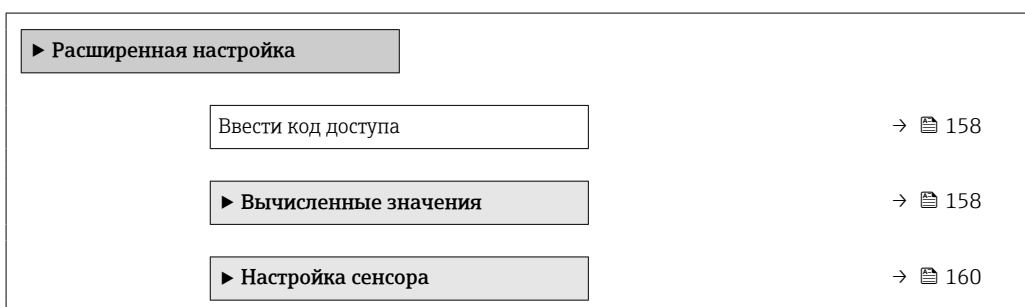 ▶ Расширенная настройка
Ввести код доступа → 158
▶ Вычисленные значения → 158
▶ Настройка сенсора → 160